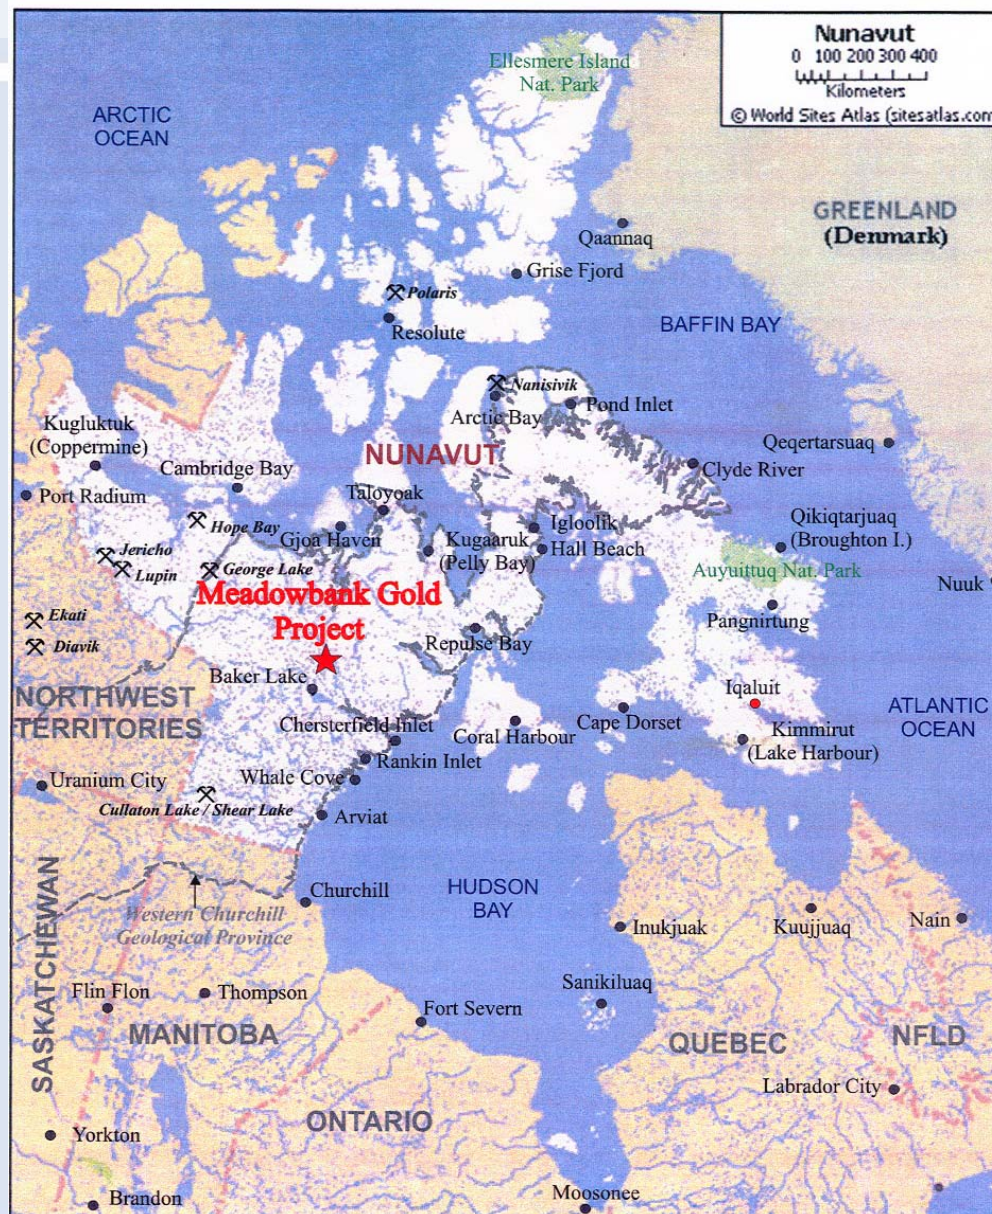 Nunavut
0 100 200 300 400
Kilometers
© World Sites Atlas (sitesatlas.com
Ellesmere Island
Nat. Park
ARCTIC
OCEAN
GREENLAND
(Denmark)
Qaannaq
Grise Fjord
Polaris
Resolute
BAFFIN BAY
Nanisivik
Arctic Bay
Pond Inlet
Kugluktuk
(Coppermine)
Qeqertarsuaq
NUNAVUT
Clyde River
Cambridge Bay
Port Radium
Taloyoak
Hope Bay
Gjoa Haven
Igloolik
Kugaaruk
(Pelly Bay)
Hall Beach
Qikiqtarjuaq
(Broughton I.)
Jericho
Lupin
George Lake
Auyuittuq Nat. Park
Nuuk
Meadowbank Gold
Project
Ekati
Diavik
Pangnirtung
Repulse Bay
Baker Lake
Iqaluit
NORTHWEST
TERRITORIES
ATLANTIC
OCEAN
Chersterfield Inlet
Coral Harbour
Cape Dorset
Kimmirut
(Lake Harbour)
Rankin Inlet
Uranium City
Whale Cove
Cullaton Lake / Shear Lake
Arviat
Churchill
HUDSON
BAY
Western Churchill
Geological Province
SASKATCHEWAN
Inukjuak
Kuujjuaq
Nain
Sanikiluaq
Flin Flon
Thompson
Fort Severn
MANITOBA
QUEBEC
NFLD
Labrador City
ONTARIO
Yorkton
Brandon
Moosonee